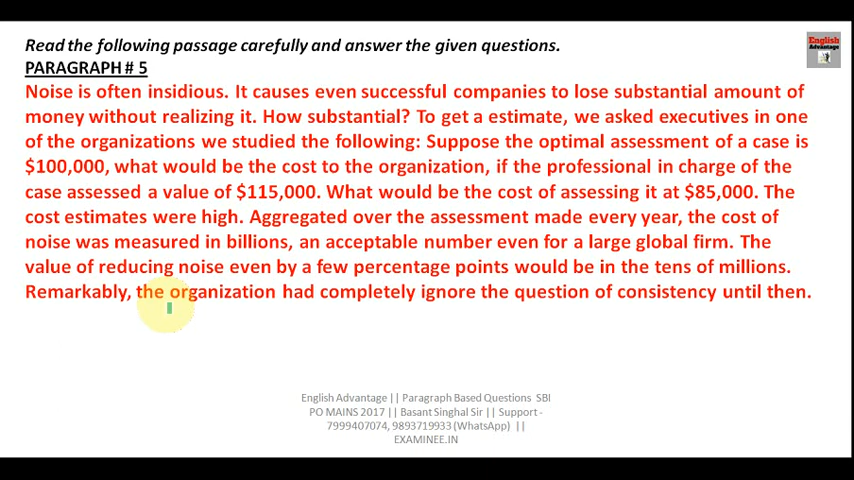 Read the following passage carefully and answer the given questions.
English
Advantage
PARAGRAPH # 5
Noise is often insidious. It causes even successful companies to lose substantial amount of
money without realizing it. How substantial? To get a estimate, we asked executives in one
of the organizations we studied the following: Suppose the optimal assessment of a case is
$100,000, what would be the cost to the organization, if the professional in charge of the
case assessed a value of $115,000. What would be the cost of assessing it at $85,000. The
cost estimates were high. Aggregated over the assessment made every year, the cost of
noise was measured in billions, an acceptable number even for a large global firm. The
value of reducing noise even by a few percentage points would be in the tens of millions.
Remarkably, the organization had completely ignore the question of consistency until then.
English Advantage || Paragraph Based Questions SBI
PO MAINS 2017 || Basant Singhal Sir || Support -
7999407074, 9893719933 (WhatsApp) ||
EXAMINEE.IN